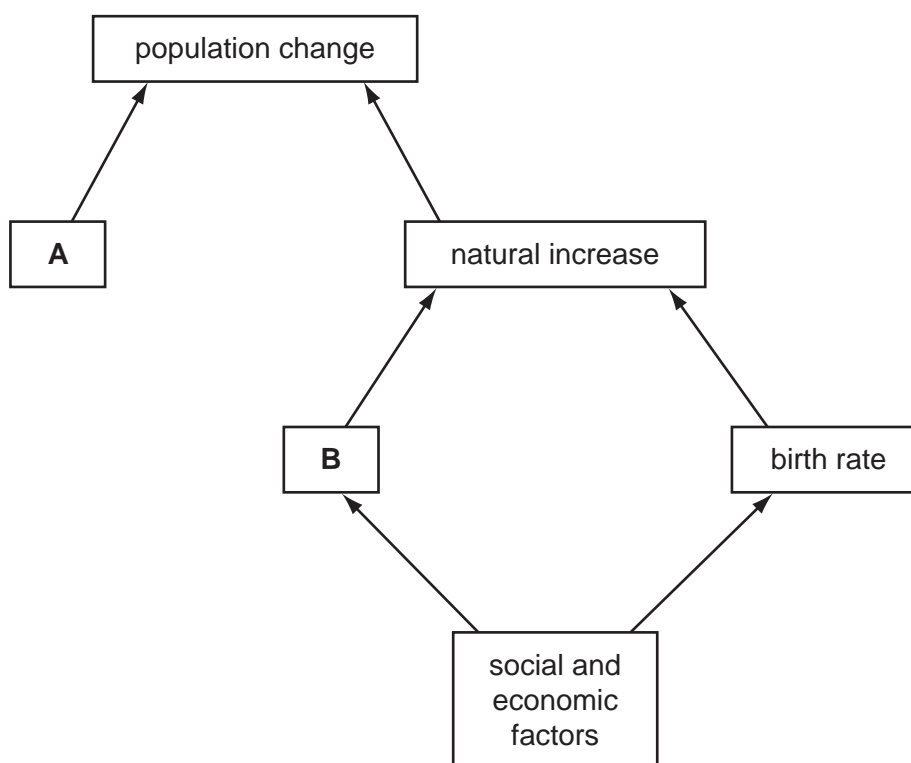 population change
A
natural increase
B
birth rate
social and
economic
factors